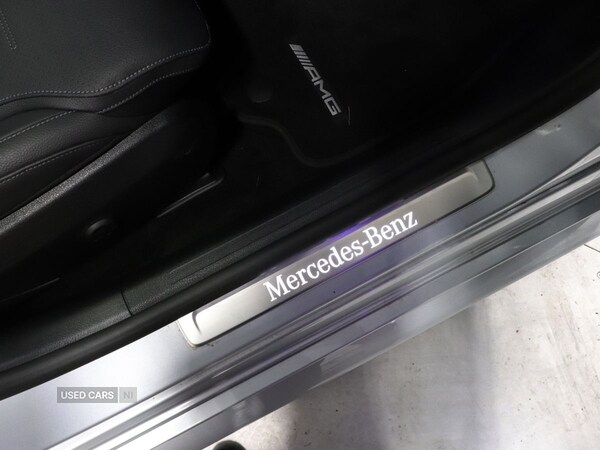 AMG
Mercedes-Benz
USED CARS NI